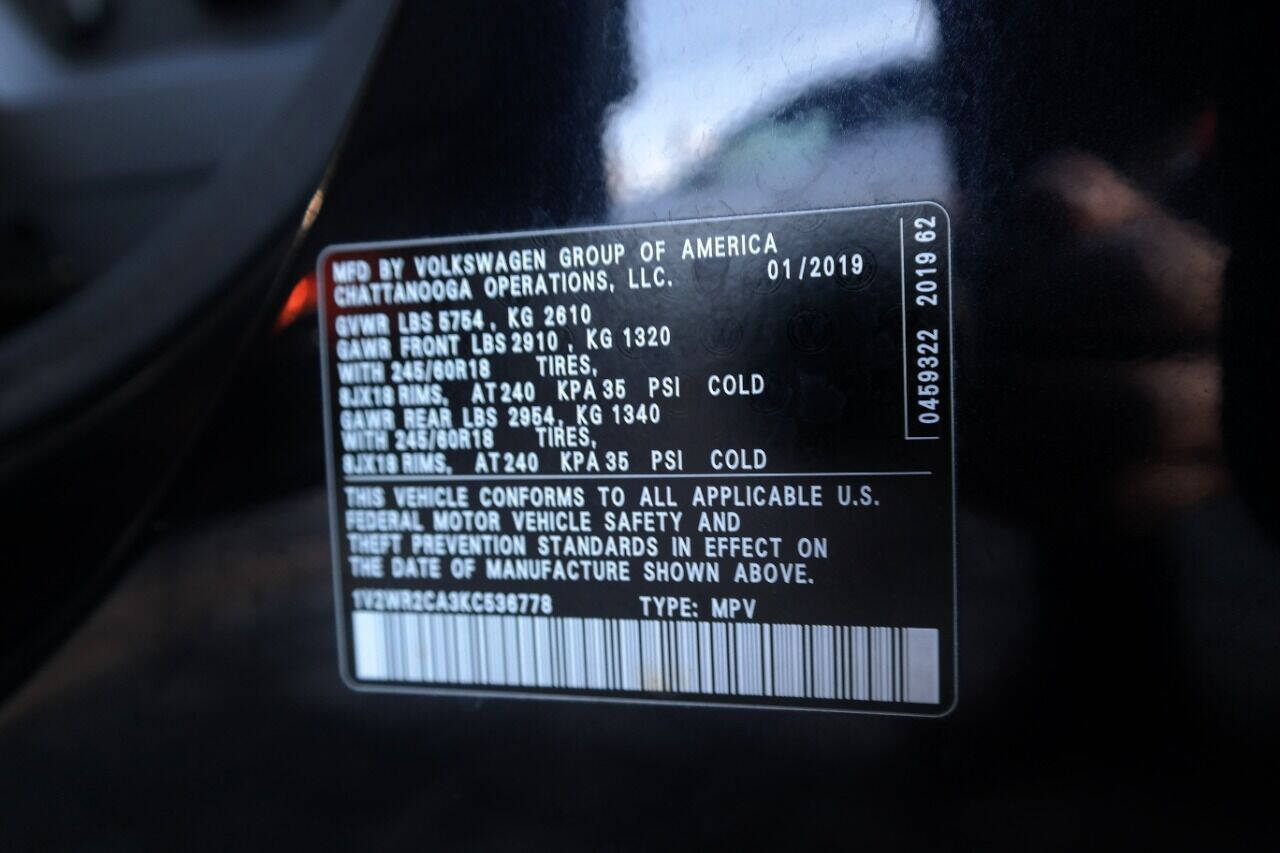 MFD BY VOLKSWAGEN GROUP OF AMERICA
CHATTANOOGA OPERATIONS, LLC. 01/2019
GVWR LBS 5754, KG 2610
GAWR FRONT LBS 2910, KG 1320
WITH 245/60R18 TIRES,
8JX18 RIMS, AT 240 KPA 35 PSI COLD
GAWR REAR LBS 2954, KG 1340
WITH 245/60R18 TIRES,
8JX18 RIMS, AT 240 KPA 35 PSI COLD
THIS VEHICLE CONFORMS TO ALL APPLICABLE U.S.
FEDERAL MOTOR VEHICLE SAFETY AND
THEFT PREVENTION STANDARDS IN EFFECT ON
THE DATE OF MANUFACTURE SHOWN ABOVE.
1V2WR2CA3KC536778 TYPE: MPV
0459322 2019 62